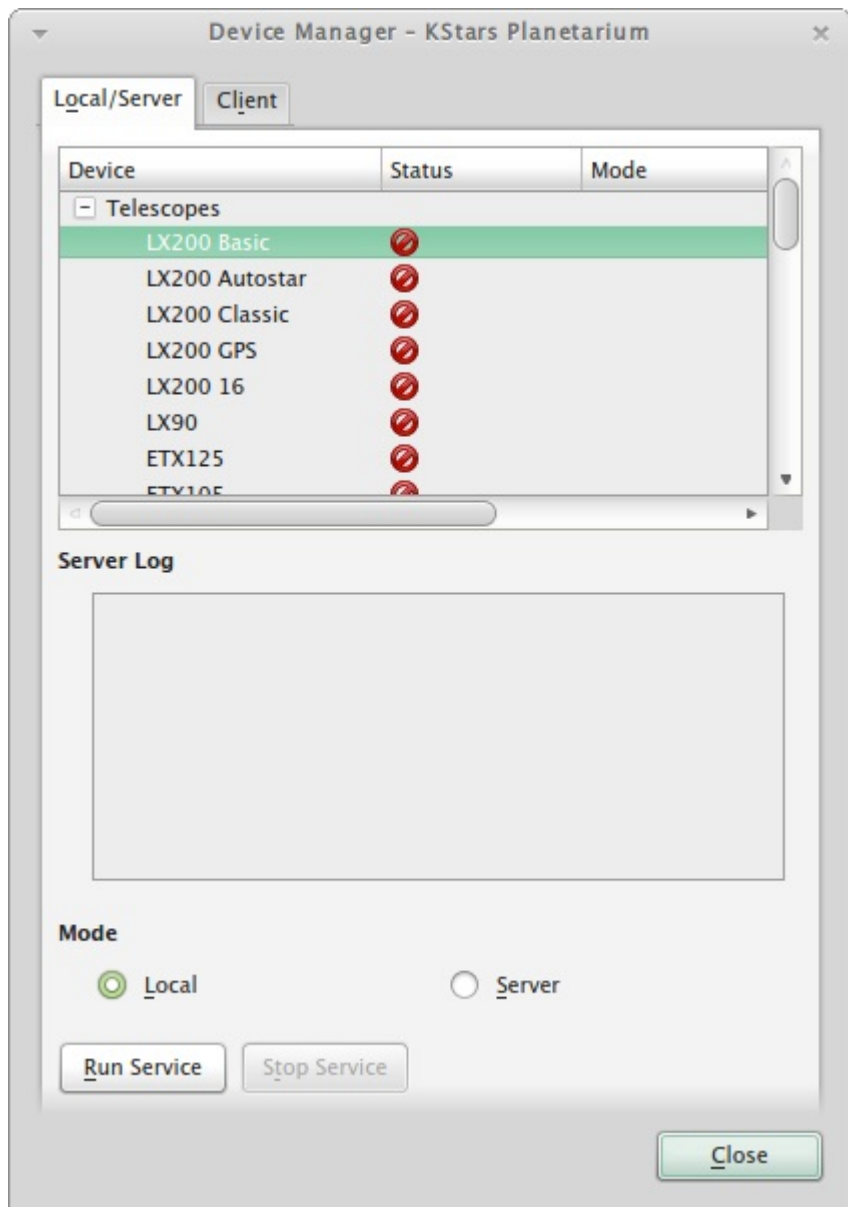 Device Manager – KStars Planetarium
Local/Server Client
Device Status Mode
Telescopes
LX200 Basic
LX200 Autostar
LX200 Classic
LX200 GPS
LX200 16
LX90
ETX125
ETX105
Server Log
Mode
Local Server
Run Service Stop Service
Close